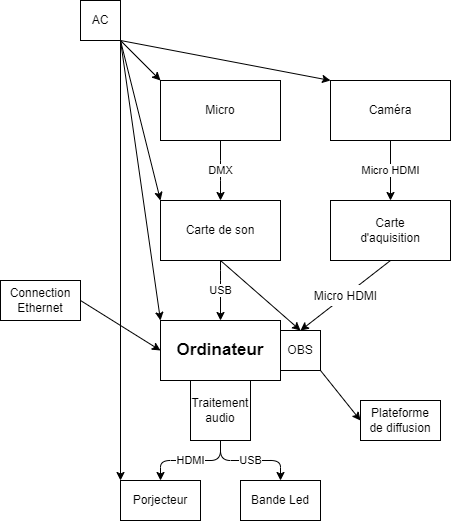 AC
Micro
Caméra
DMX
Micro HDMI
Carte de son
Carte
d'aquisition
Connection
Ethernet
USB
Micro HDMI
Ordinateur
OBS
Traitement
audio
Plateforme
de diffusion
HDMI
USB
Porjecteur
Bande Led